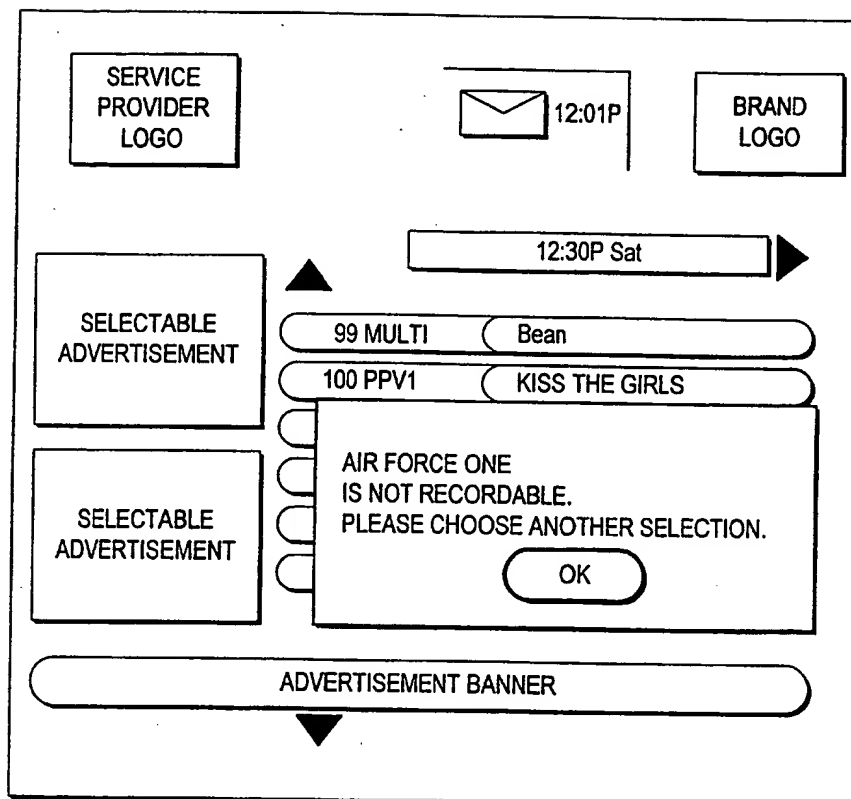 SERVICE
PROVIDER
LOGO
12:01P
BRAND
LOGO
12:30P Sat
SELECTABLE
ADVERTISEMENT
99 MULTI Bean
100 PPV1 KISS THE GIRLS
AIR FORCE ONE
IS NOT RECORDABLE.
PLEASE CHOOSE ANOTHER SELECTION.
OK
SELECTABLE
ADVERTISEMENT
ADVERTISEMENT BANNER